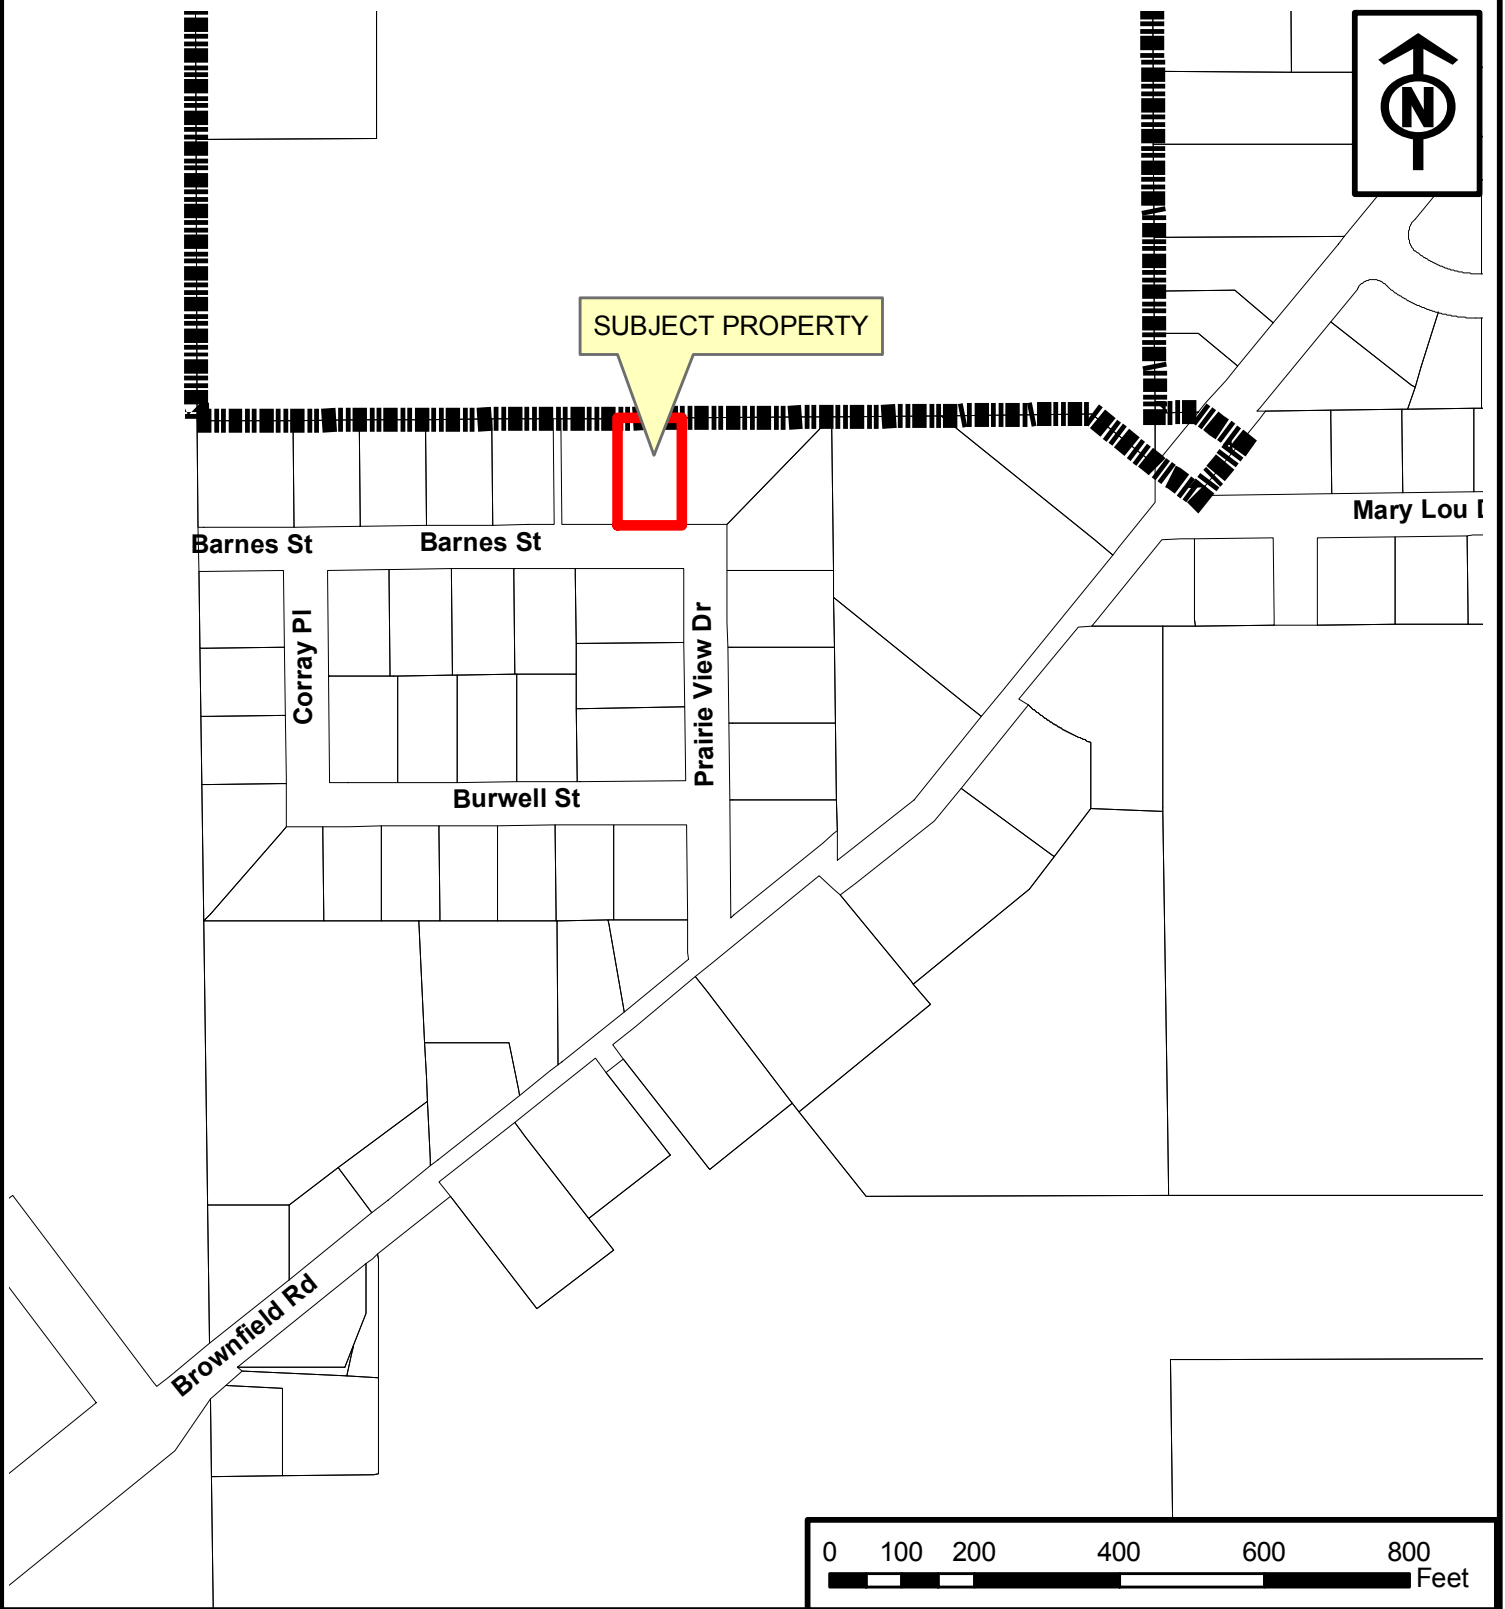 N
SUBJECT PROPERTY
Mary Lou D
Barnes St
Barnes St
Corray Pl
Prairie View Dr
Burwell St
Brownfield Rd
0 100 200 400 600 800
Feet